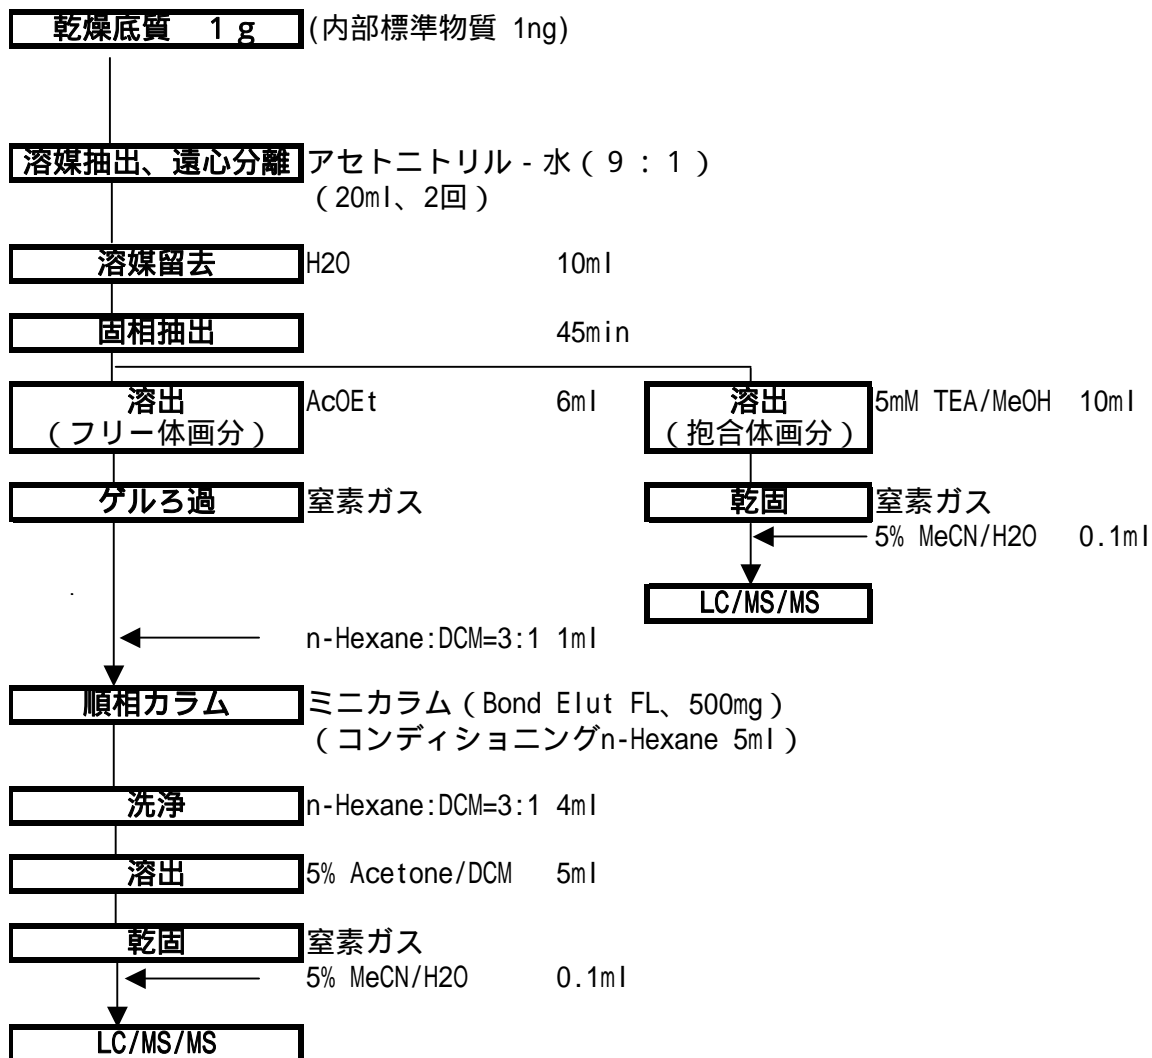 乾燥底質　１ｇ (内部標準物質 1ng)
溶媒抽出、遠心分離 アセトニトリル - 水（９：１）
（20ml、2回）
溶媒留去 H2O 10ml
固相抽出 45min
溶出 AcOEt 6ml 溶出 5mM TEA/MeOH 10ml
（フリー体画分） （抱合体画分）
ゲルろ過 窒素ガス 乾固 窒素ガス
5% MeCN/H2O 0.1ml
LC/MS/MS
n-Hexane:DCM=3:1 1ml
順相カラム ミニカラム（Bond Elut FL、500mg）
（コンディショニングn-Hexane 5ml）
洗浄 n-Hexane:DCM=3:1 4ml
溶出 5% Acetone/DCM 5ml
乾固 窒素ガス
5% MeCN/H2O 0.1ml
LC/MS/MS